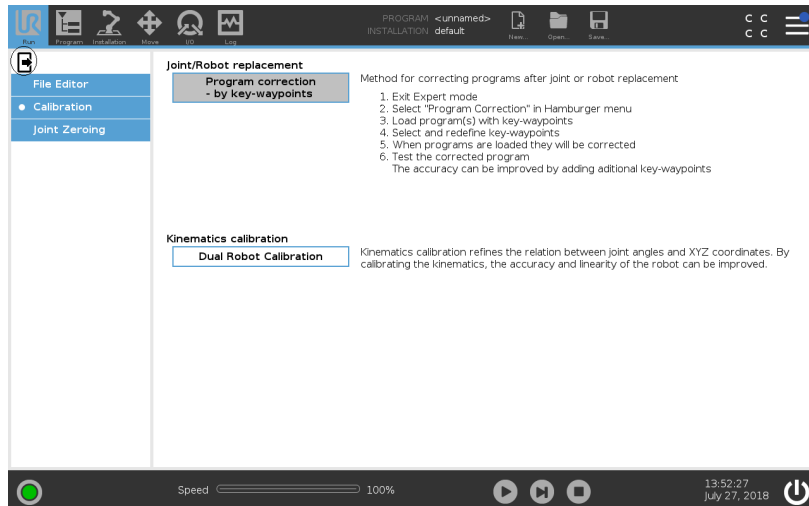 UR
PROGRAM <unnamed>
INSTALLATION default
C C
C C
Run
Program
Installation
Move
I/O
Log
New...
Open...
Save...
File Editor
Calibration
Joint Zeroing
Joint/Robot replacement
Program correction
- by key-waypoints
Method for correcting programs after joint or robot replacement
1. Exit Expert mode
2. Select "Program Correction" in Hamburger menu
3. Load program(s) with key-waypoints
4. Select and redefine key-waypoints
5. When programs are loaded they will be corrected
6. Test the corrected program
The accuracy can be improved by adding aditional key-waypoints
Kinematics calibration
Dual Robot Calibration
Kinematics calibration refines the relation between joint angles and XYZ coordinates. By
calibrating the kinematics, the accuracy and linearity of the robot can be improved.
Speed
100%
13:52:27
July 27, 2018